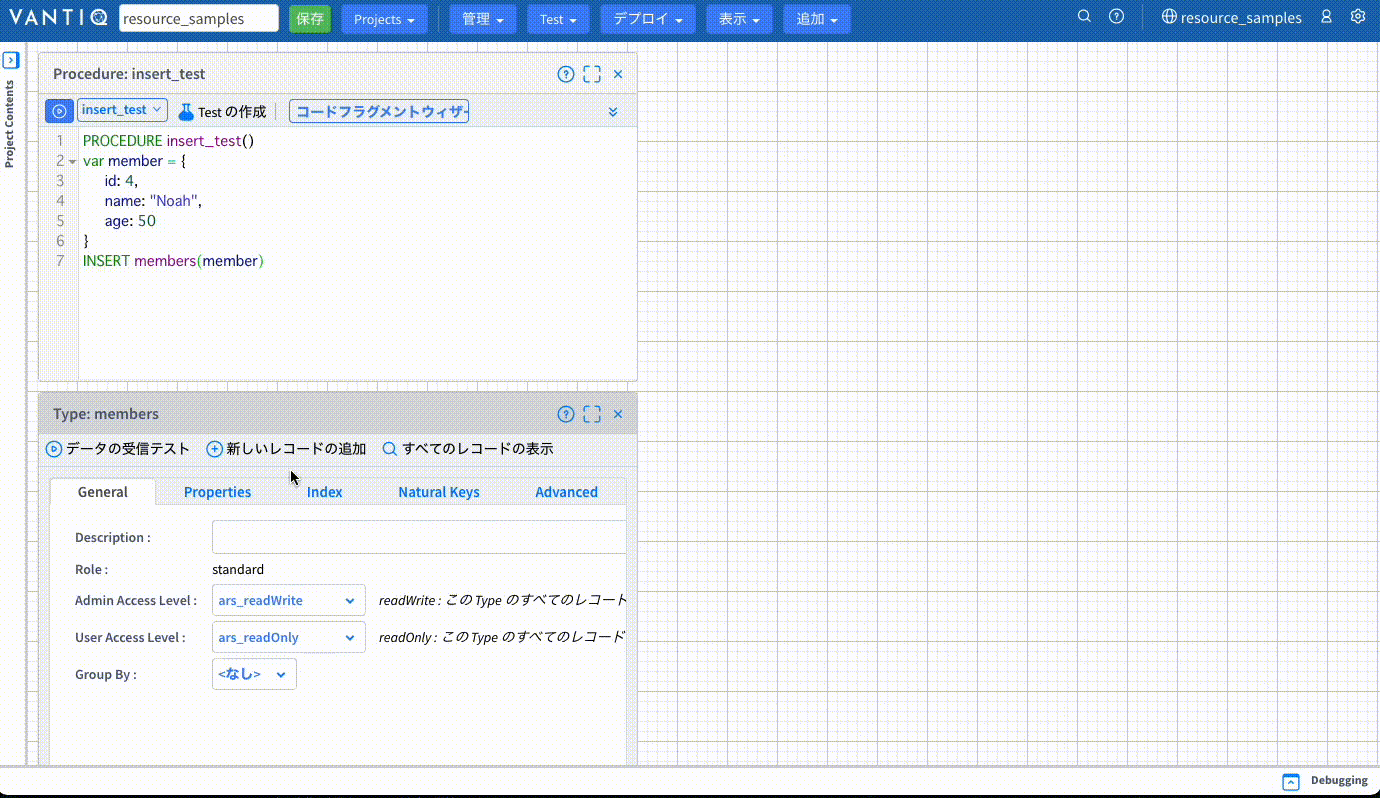 VANTIQ resource_samples 保存 Projects 管理 Test デプロイ 表示 追加 resource_samples
Project Contents
Procedure: insert_test
insert_test Test の作成 コードフラグメントウィザ
1 PROCEDURE insert_test()
2 var member = {
3 id: 4,
4 name: "Noah",
5 age: 50
6 }
7 INSERT members(member)
Type: members
データの受信テスト 新しいレコードの追加 すべてのレコードの表示
General Properties Index Natural Keys Advanced
Description :
Role : standard
Admin Access Level : ars_readWrite readWrite : この Type のすべてのレコート
User Access Level : ars_readOnly readOnly : この Type のすべてのレコード
Group By : <なし>
Debugging